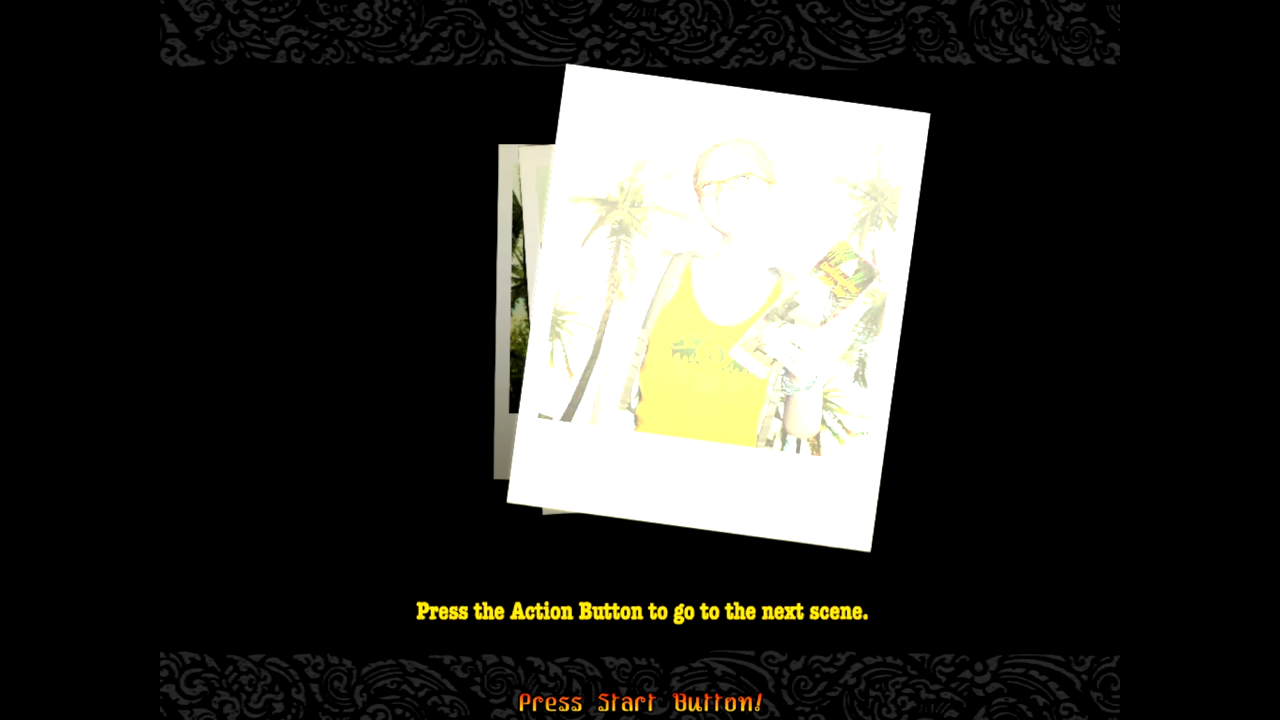 Press the Action Button to go to the next scene.
Press Start Button!